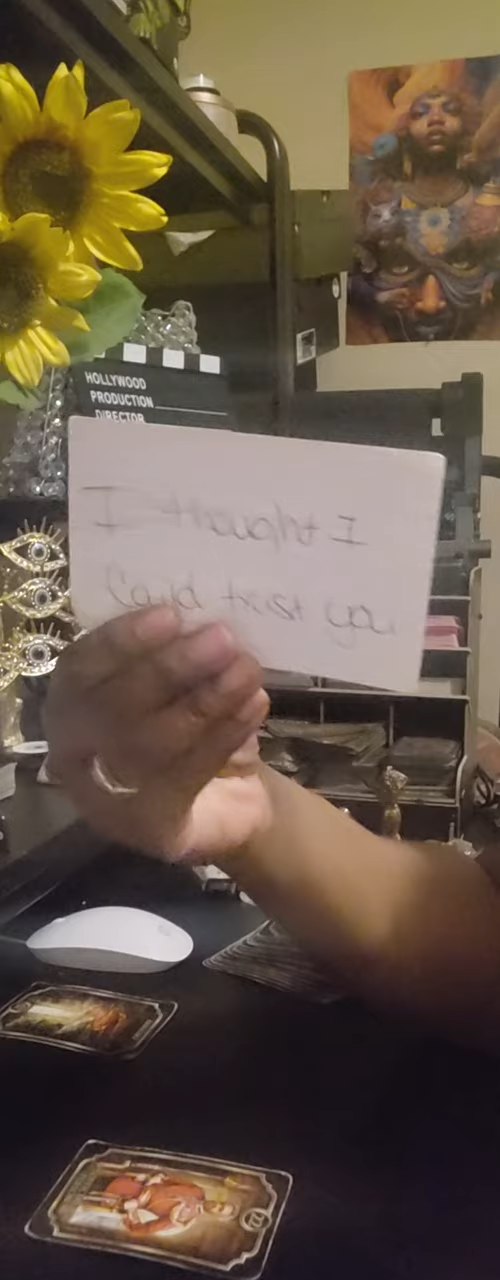 HOLLYWOOD
PRODUCTION
DIRECTOR
I thought I
Could trust you